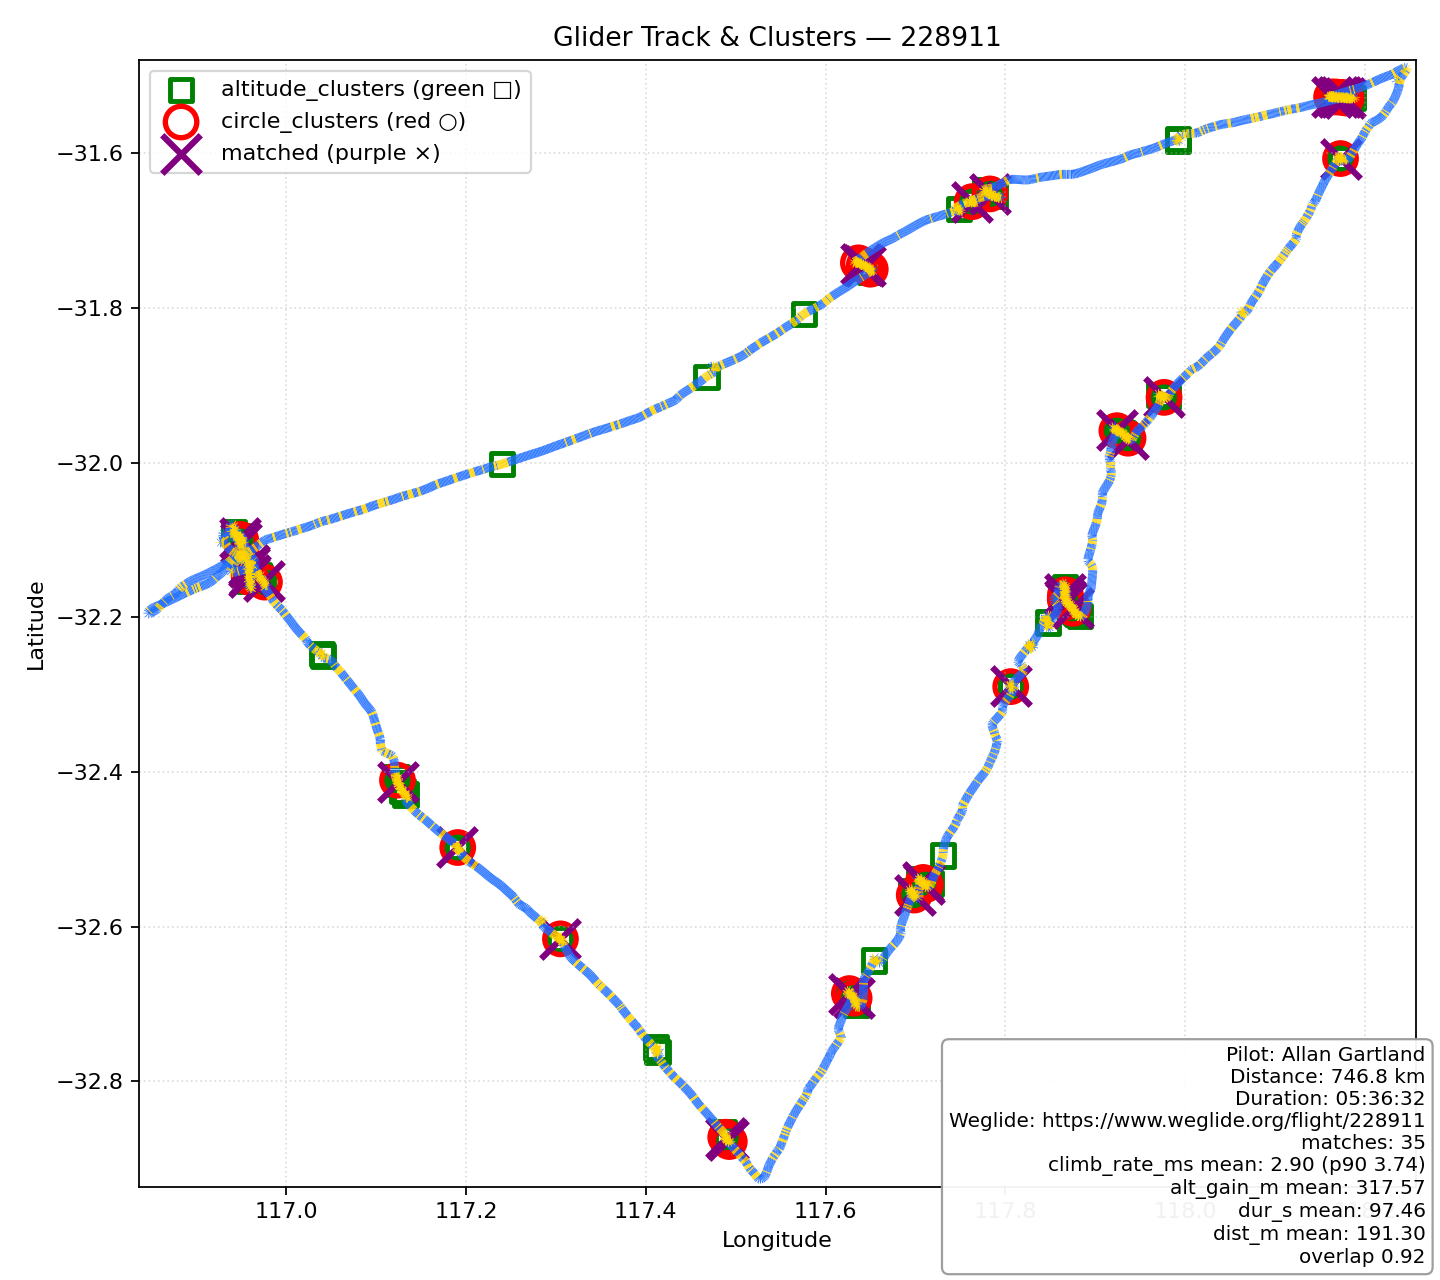 Glider Track & Clusters — 228911
altitude_clusters (green □)
circle_clusters (red ○)
matched (purple ×)
Latitude
−31.6
−31.8
−32.0
−32.2
−32.4
−32.6
−32.8
117.0
117.2
117.4
117.6
117.8
118.0
Longitude
Pilot: Allan Gartland
Distance: 746.8 km
Duration: 05:36:32
Weglide: https://www.weglide.org/flight/228911
matches: 35
climb_rate_ms mean: 2.90 (p90 3.74)
alt_gain_m mean: 317.57
dur_s mean: 97.46
dist_m mean: 191.30
overlap 0.92